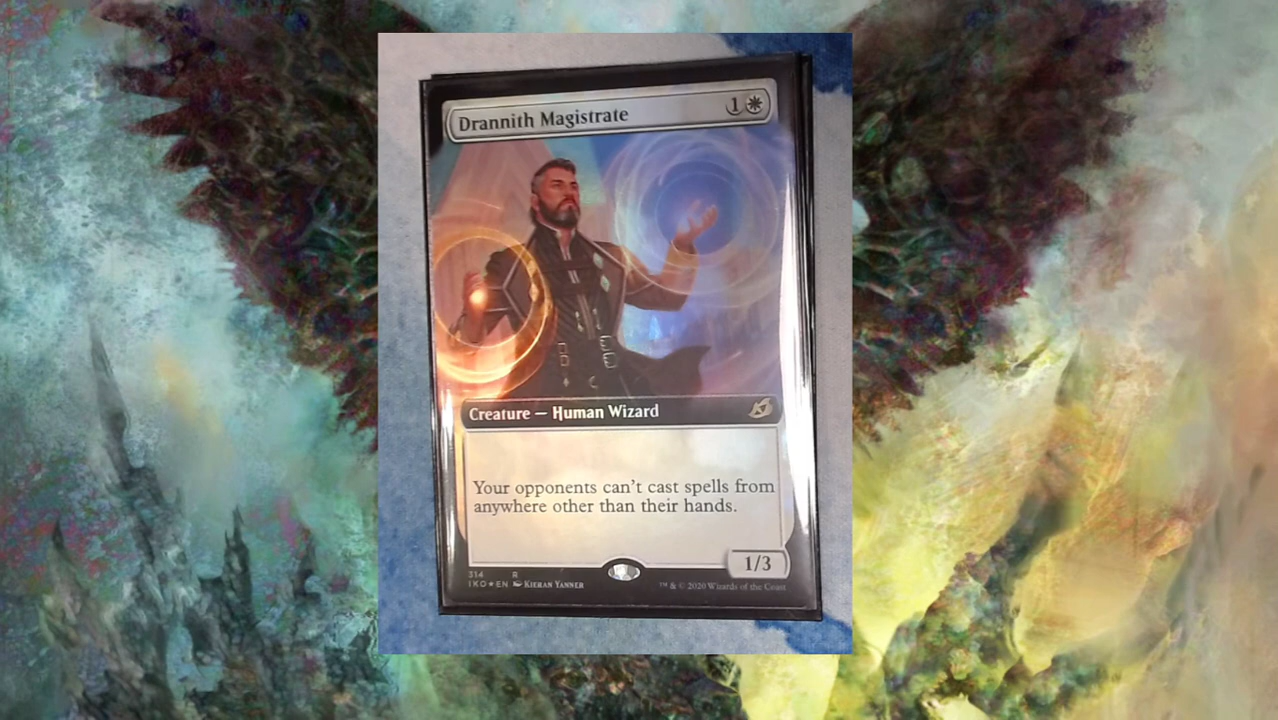 Drannith Magistrate 1
Creature — Human Wizard
Your opponents can't cast spells from
anywhere other than their hands.
1/3
314 R
IKO★EN KIERAN YANNER ™ & © 2020 Wizards of the Coast